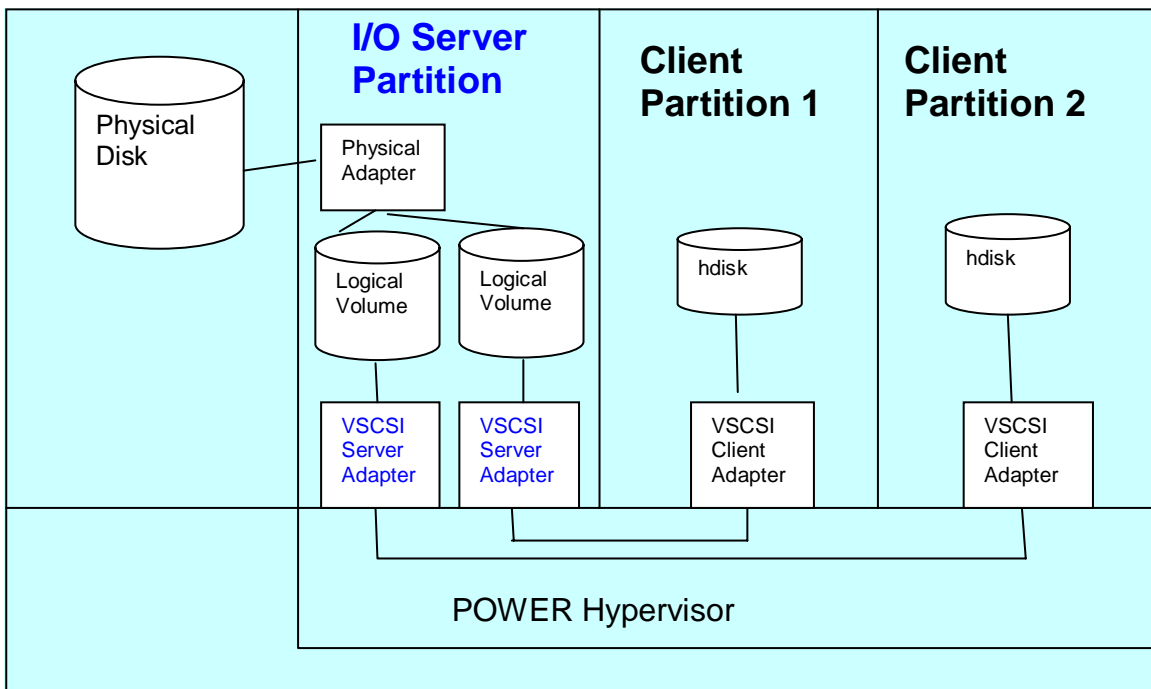 I/O Server
Partition
Client
Partition 1
Client
Partition 2
Physical
Disk
Physical
Adapter
Logical
Volume
Logical
Volume
hdisk
hdisk
VSCSI
Server
Adapter
VSCSI
Server
Adapter
VSCSI
Client
Adapter
VSCSI
Client
Adapter
POWER Hypervisor